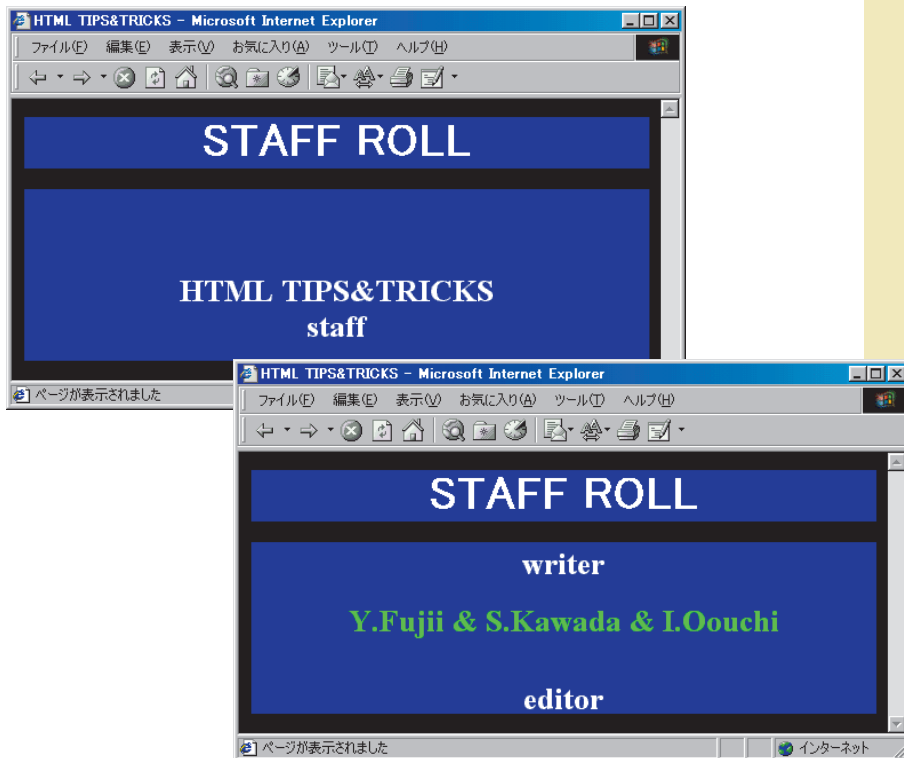 HTML TIPS&TRICKS - Microsoft Internet Explorer
ファイル(F) 編集(E) 表示(V) お気に入り(A) ツール(T) ヘルプ(H)
STAFF ROLL
HTML TIPS&TRICKS
staff
ページが表示されました
HTML TIPS&TRICKS - Microsoft Internet Explorer
ファイル(F) 編集(E) 表示(V) お気に入り(A) ツール(T) ヘルプ(H)
STAFF ROLL
writer
Y.Fujii & S.Kawada & I.Oouchi
editor
ページが表示されました インターネット